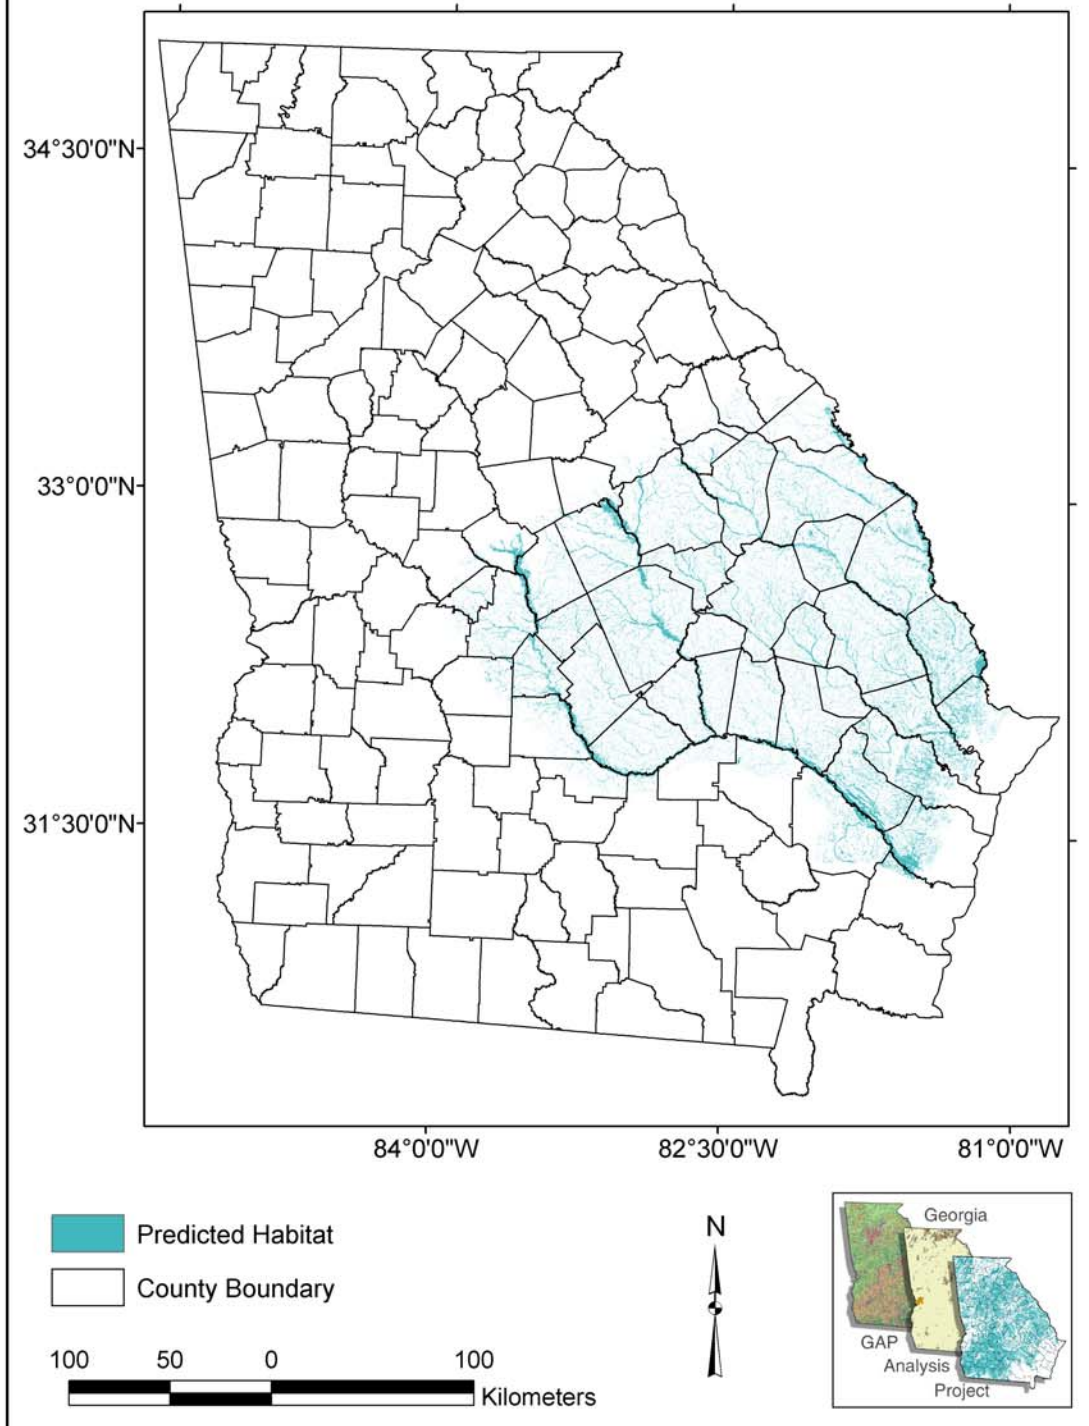 34°30'0"N
33°0'0"N
31°30'0"N
84°0'0"W 82°30'0"W 81°0'0"W
Predicted Habitat
County Boundary
100 50 0 100
Kilometers
N
Georgia
GAP
Analysis
Project